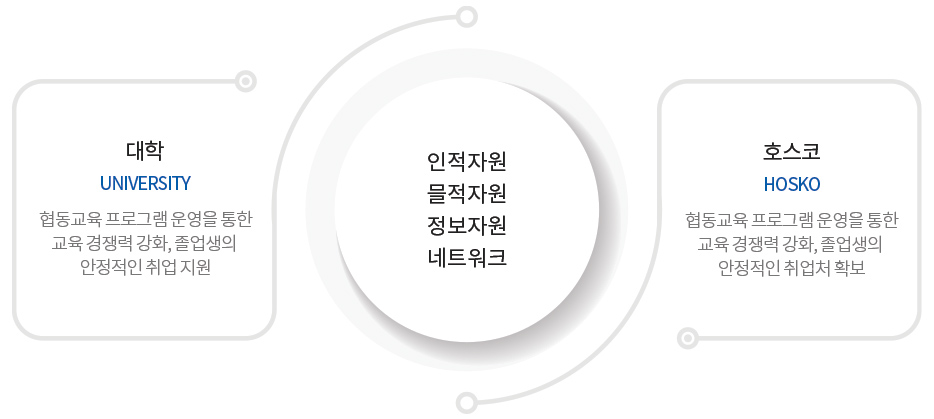 대학
UNIVERSITY
협동교육 프로그램 운영을 통한
교육 경쟁력 강화, 졸업생의
안정적인 취업 지원
인적자원
믈적자원
정보자원
네트워크
호스코
HOSKO
협동교육 프로그램 운영을 통한
교육 경쟁력 강화, 졸업생의
안정적인 취업처 확보